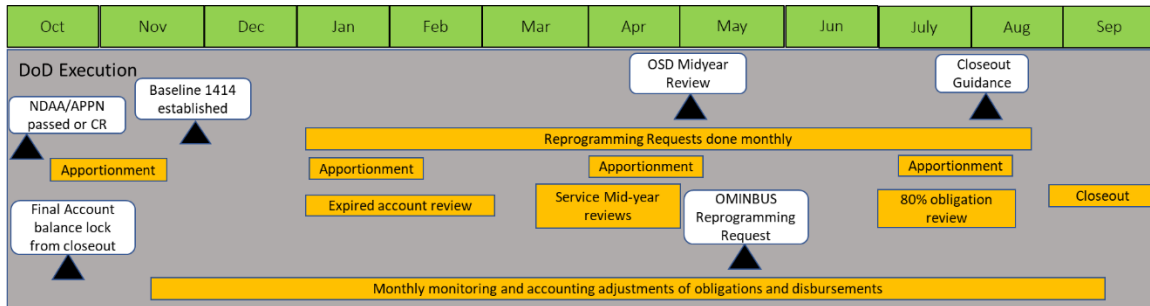 Oct Nov Dec Jan Feb Mar Apr May Jun July Aug Sep
DoD Execution
NDAA/APPN
passed or CR
Baseline 1414
established
OSD Midyear
Review
Closeout
Guidance
Reprogramming Requests done monthly
Apportionment Apportionment Apportionment Apportionment
Final Account
balance lock
from closeout
Expired account review
Service Mid-year
reviews
OMINBUS
Reprogramming
Request
80% obligation
review
Closeout
Monthly monitoring and accounting adjustments of obligations and disbursements